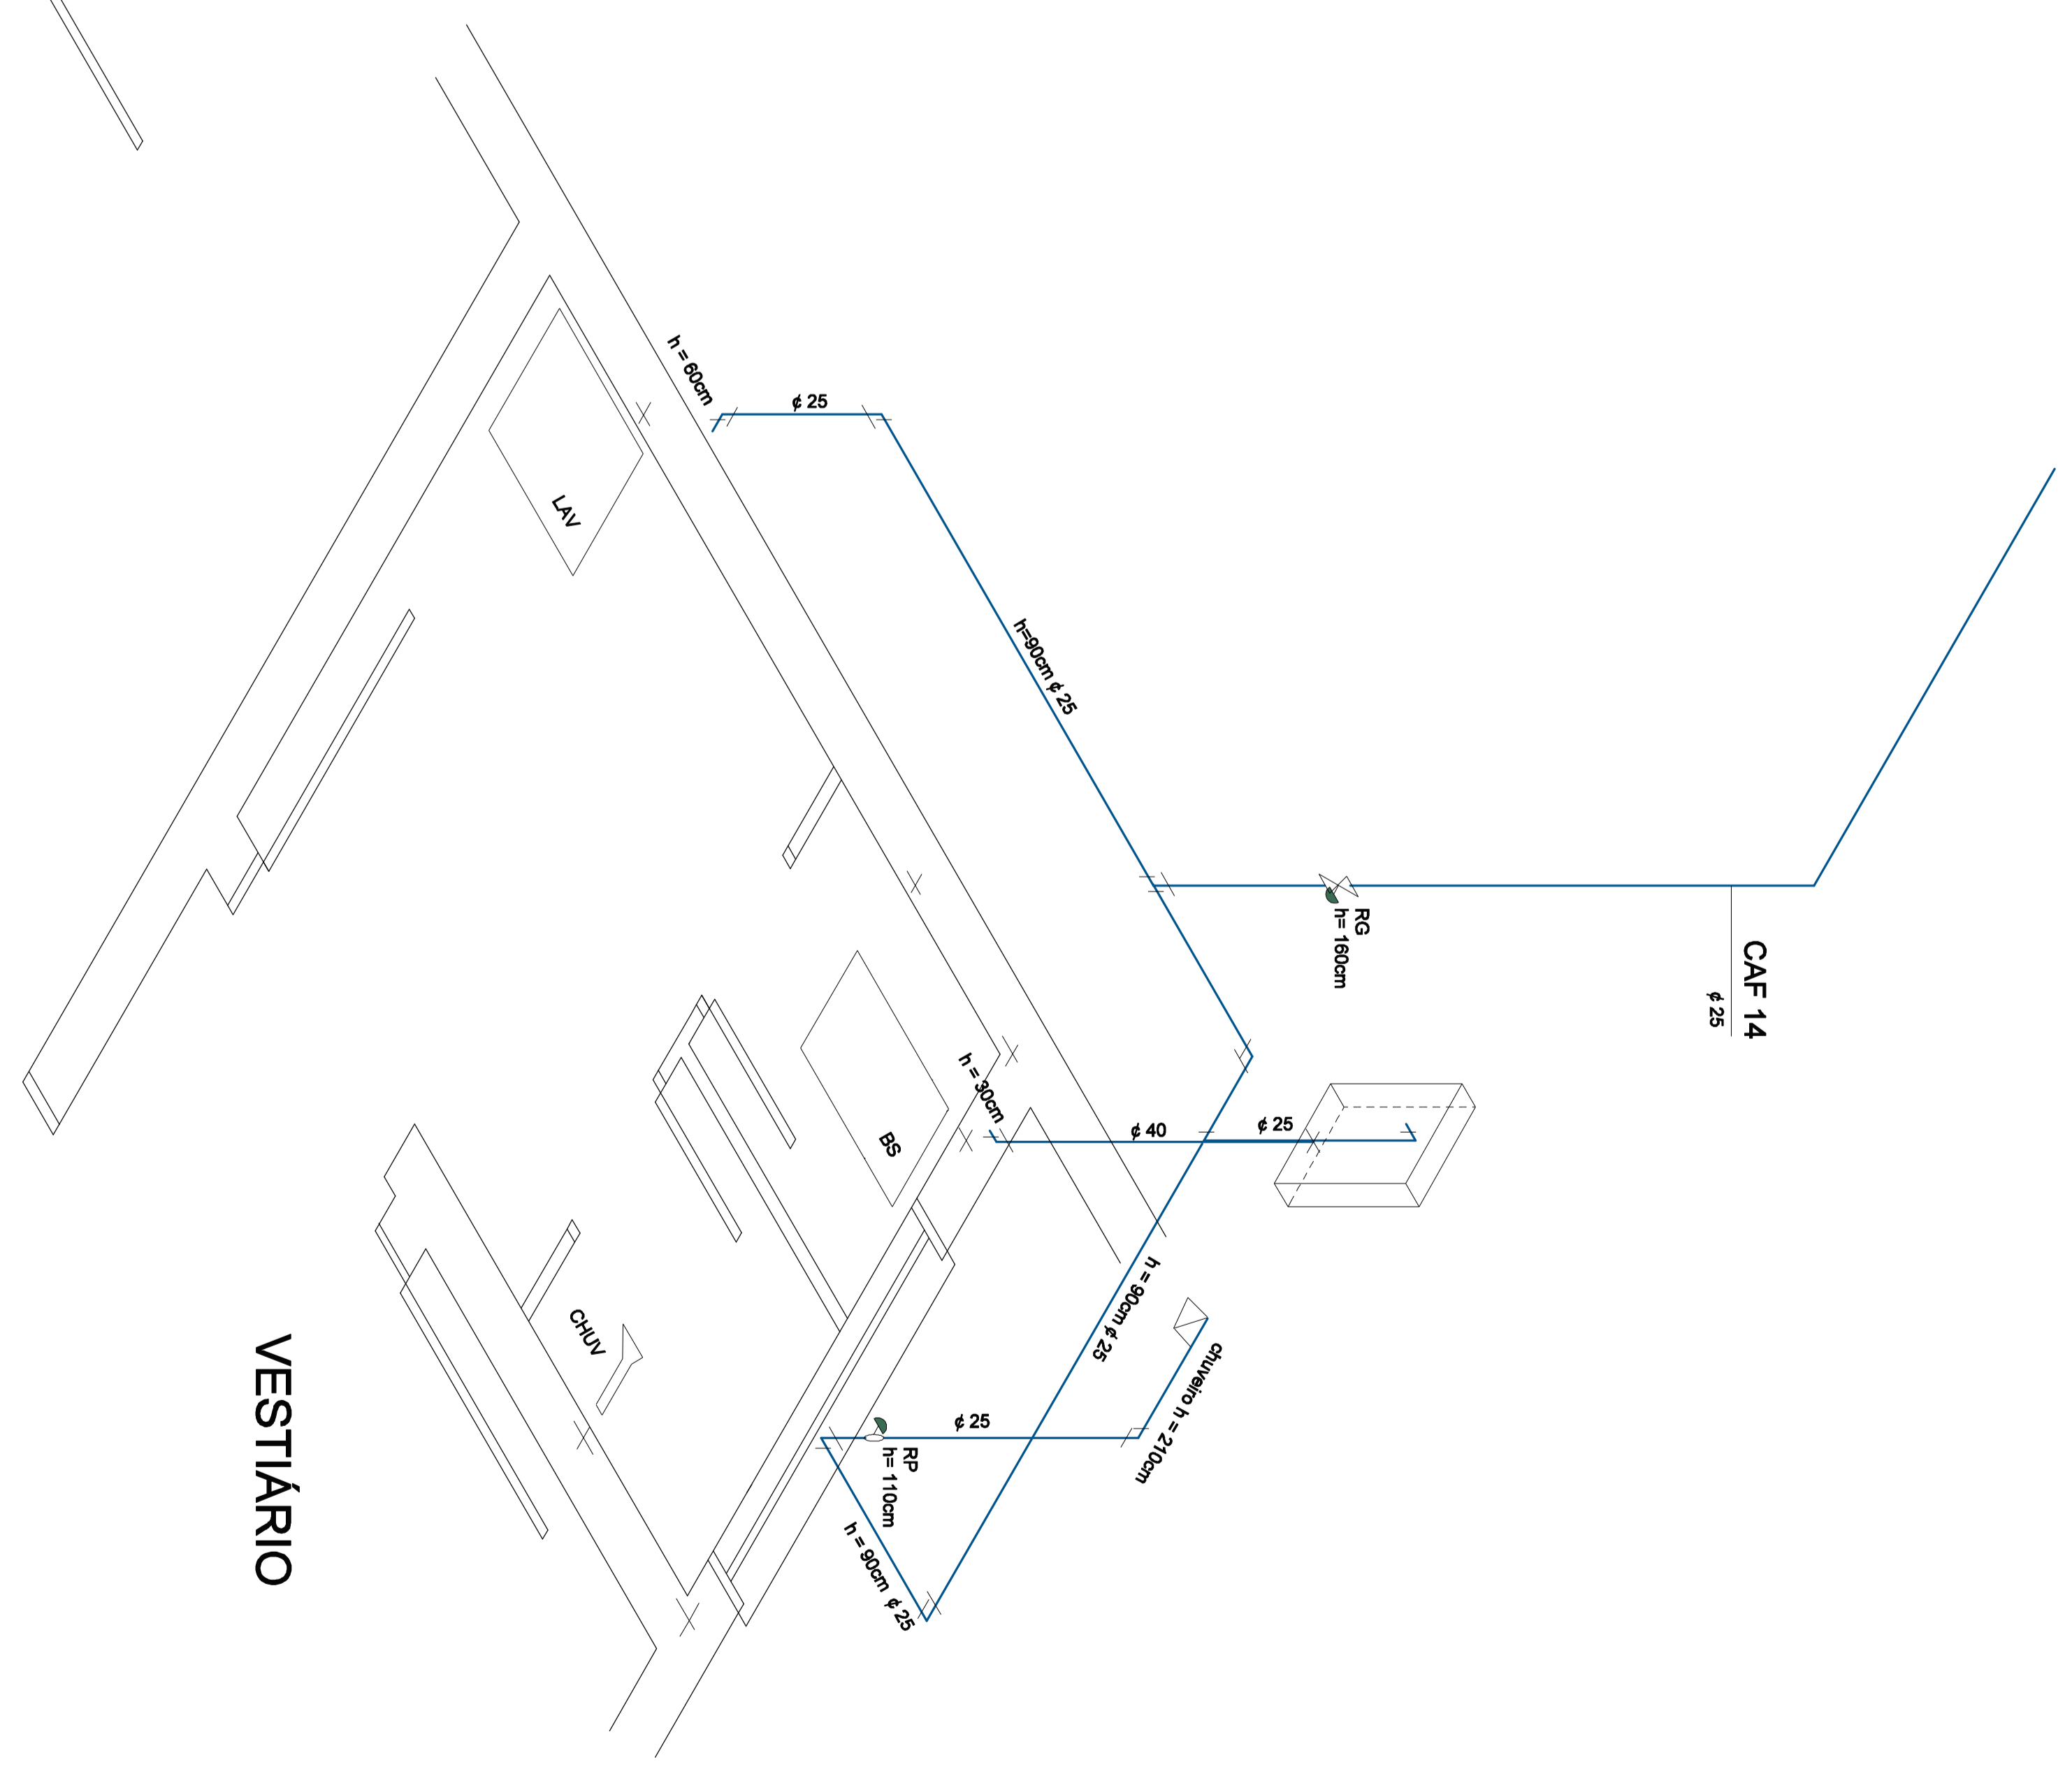 CAF 14
¢ 25
RG
h= 160cm
¢ 25
h = 60cm
h=90cm ¢ 25
¢ 25
¢ 40
h = 30cm
h = 90cm ¢ 25
chuveiro h = 210cm
¢ 25
RP
h= 110cm
h = 90cm ¢ 25
LAV
BS
CHUV
VESTIÁRIO